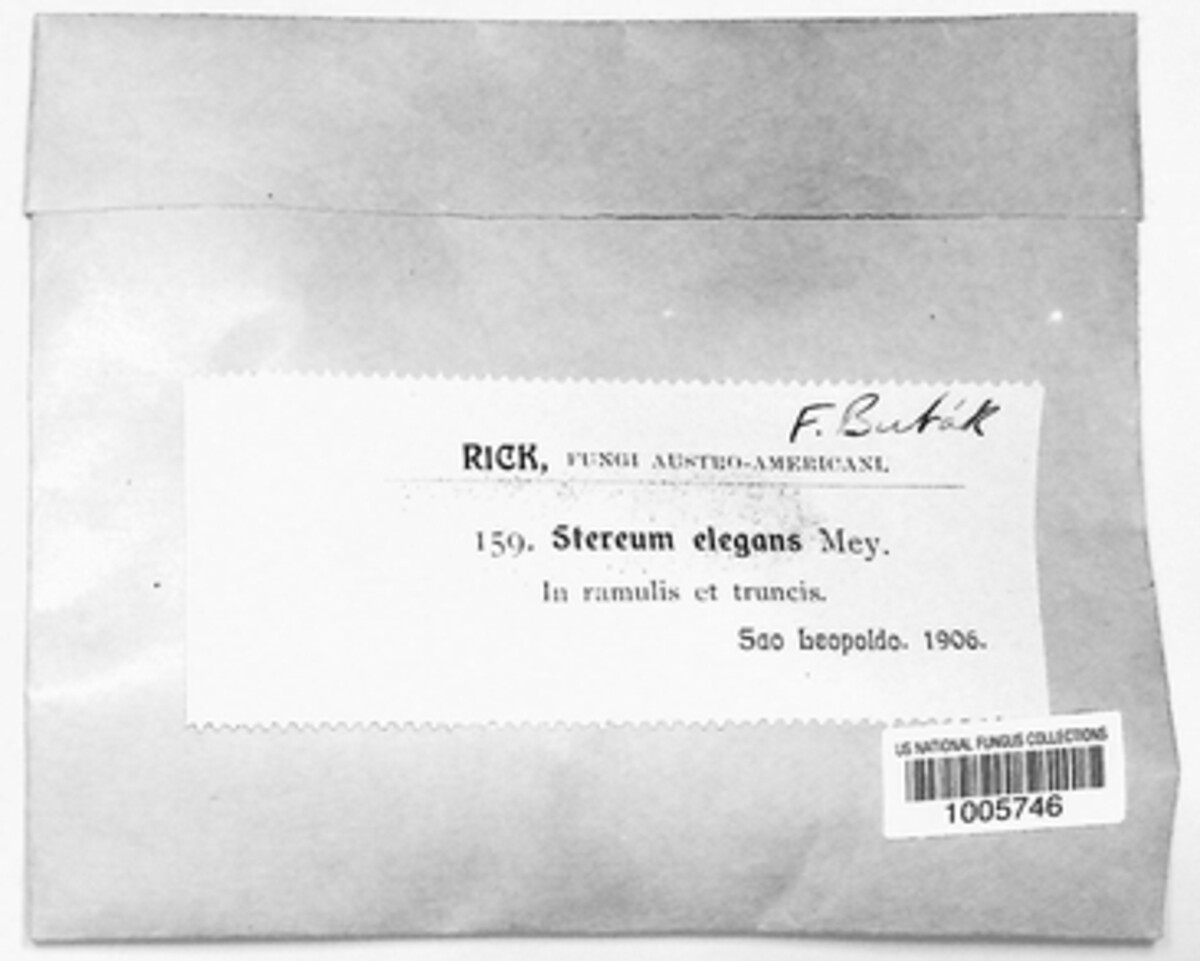 F. Buták
RICK, FUNGI AUSTRO-AMERICANI.
159. Stereum elegans Mey.
In ramulis et truncis.
Sao Leopoldo. 1906.
US NATIONAL FUNGUS COLLECTIONS
1005746